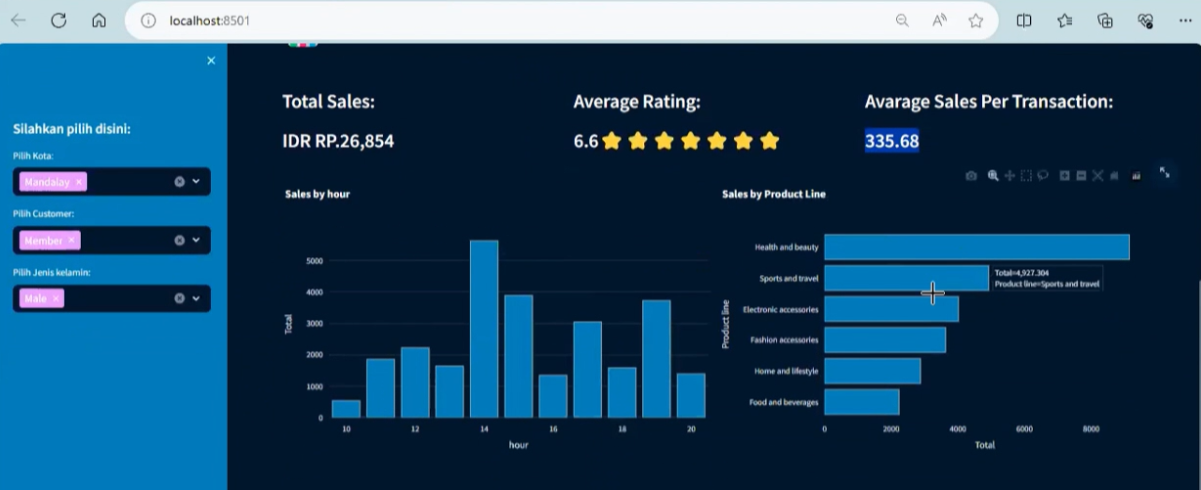 localhost:8501
Silahkan pilih disini:
Pilih Kota:
Mandalay
Pilih Customer:
Member
Pilih Jenis kelamin:
Male
Total Sales:
IDR RP.26,854
Average Rating:
6.6
Avarage Sales Per Transaction:
335.68
Sales by hour
Total
5000
4000
3000
2000
1000
0
10 12 14 16 18 20
hour
Sales by Product Line
Product line
Health and beauty
Sports and travel
Electronic accessories
Fashion accessories
Home and lifestyle
Food and beverages
Total=4,927.304
Product line=Sports and travel
0 2000 4000 6000 8000
Total